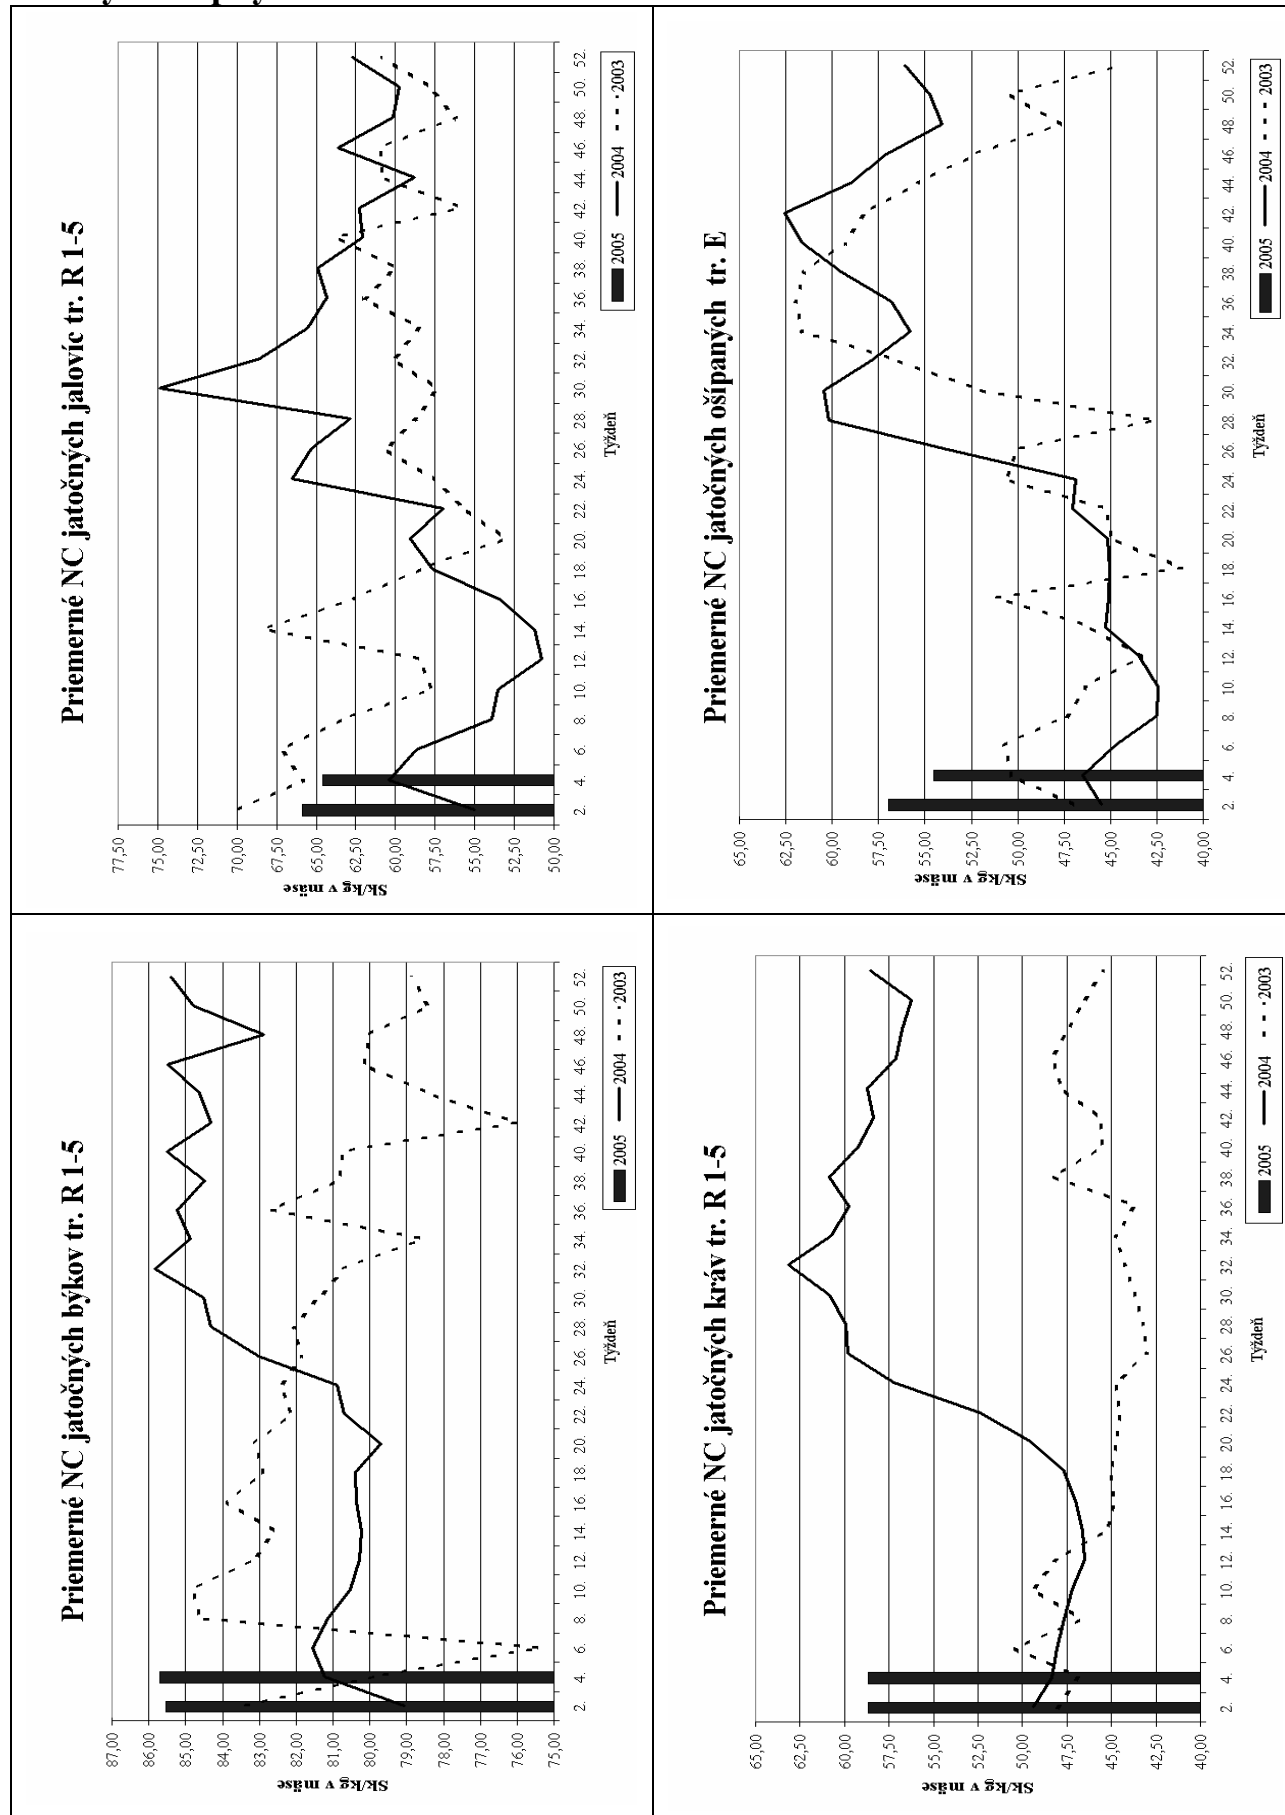 Priemerné NC jatočných býkov tr. R 1-5
Sk/kg v mäse
87,00
86,00
85,00
84,00
83,00
82,00
81,00
80,00
79,00
78,00
77,00
76,00
75,00
2. 4. 6. 8. 10. 12. 14. 16. 18. 20. 22. 24. 26. 28. 30. 32. 34. 36. 38. 40. 42. 44. 46. 48. 50. 52.
Týždeň
2005 2004 2003
Priemerné NC jatočných jalovíc tr. R 1-5
Sk/kg v mäse
77,50
75,00
72,50
70,00
67,50
65,00
62,50
60,00
57,50
55,00
52,50
50,00
2. 4. 6. 8. 10. 12. 14. 16. 18. 20. 22. 24. 26. 28. 30. 32. 34. 36. 38. 40. 42. 44. 46. 48. 50. 52.
Týždeň
2005 2004 2003
Priemerné NC jatočných kráv tr. R 1-5
Sk/kg v mäse
65,00
62,50
60,00
57,50
55,00
52,50
50,00
47,50
45,00
42,50
40,00
2. 4. 6. 8. 10. 12. 14. 16. 18. 20. 22. 24. 26. 28. 30. 32. 34. 36. 38. 40. 42. 44. 46. 48. 50. 52.
Týždeň
2005 2004 2003
Priemerné NC jatočných ošípaných tr. E
Sk/kg v mäse
65,00
62,50
60,00
57,50
55,00
52,50
50,00
47,50
45,00
42,50
40,00
2. 4. 6. 8. 10. 12. 14. 16. 18. 20. 22. 24. 26. 28. 30. 32. 34. 36. 38. 40. 42. 44. 46. 48. 50. 52.
Týždeň
2005 2004 2003